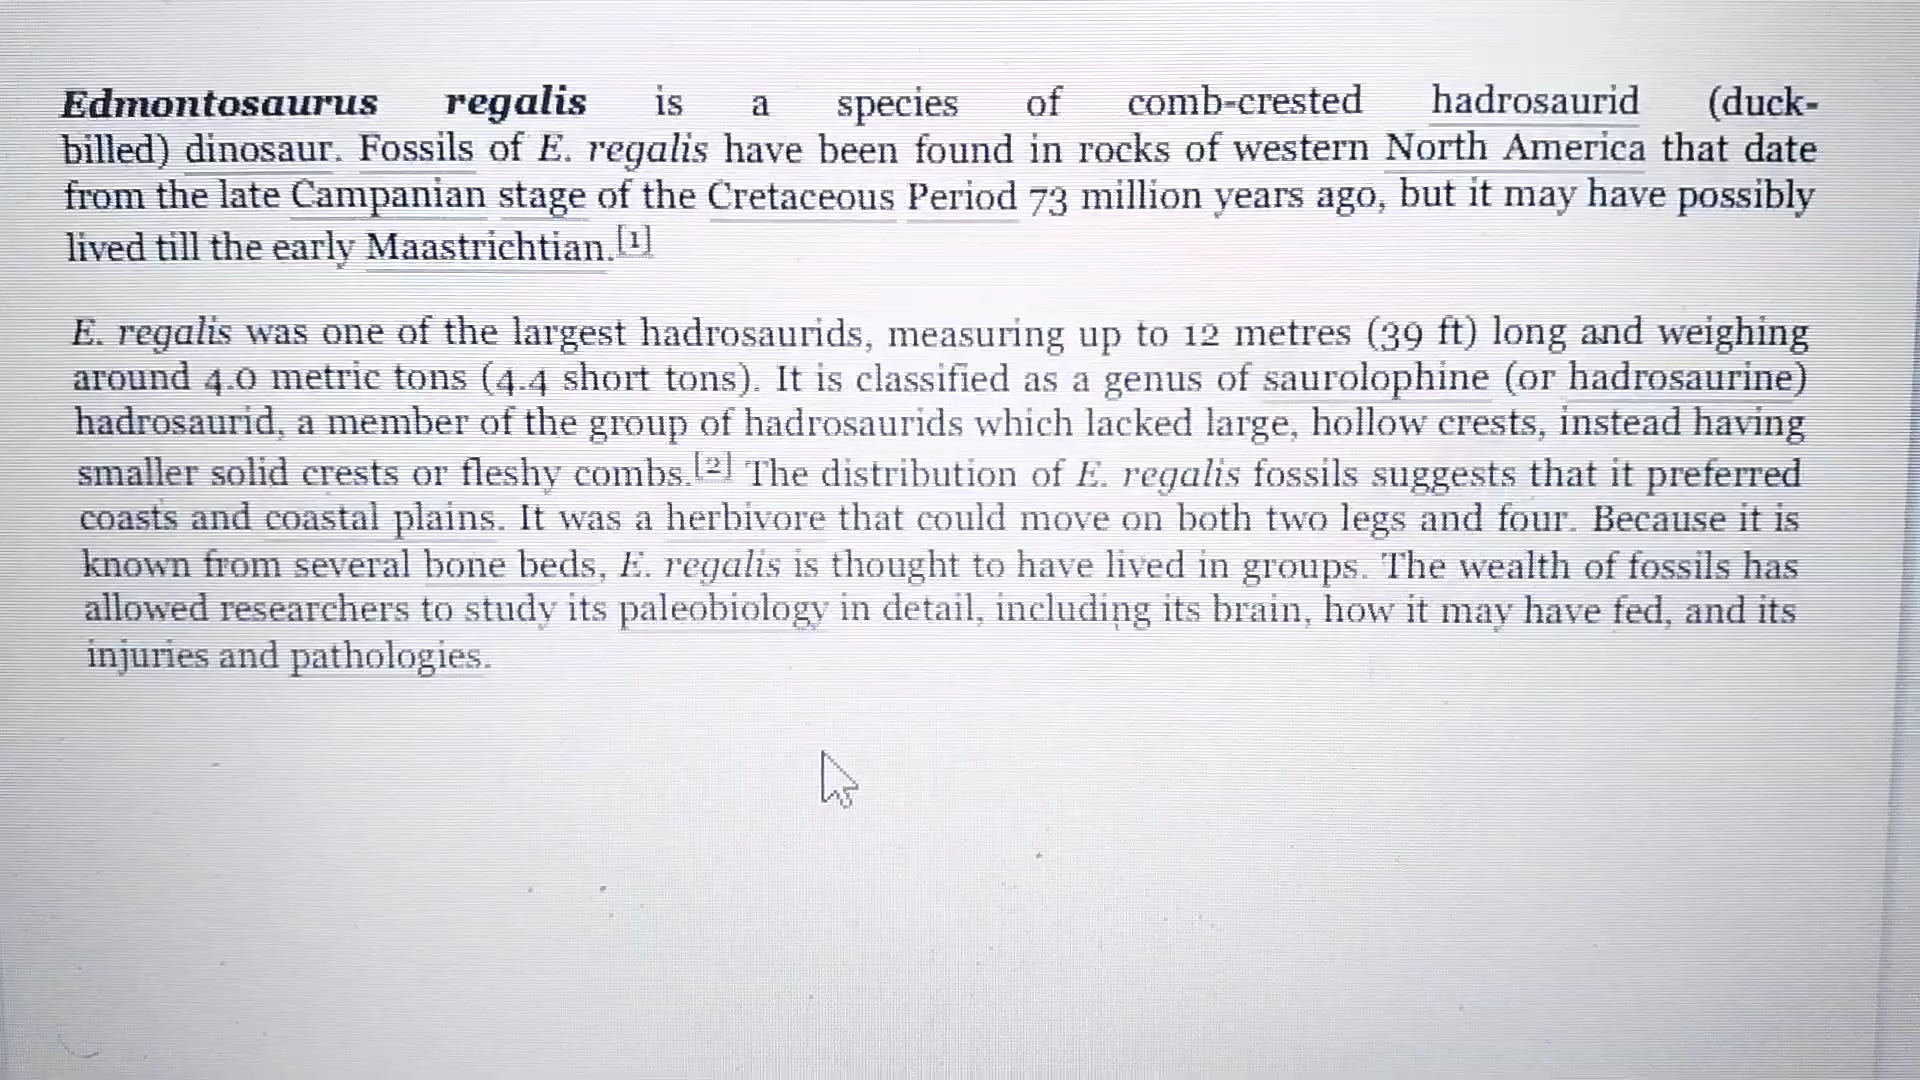 Edmontosaurus regalis is a species of comb-crested hadrosaurid (duck-
billed) dinosaur. Fossils of E. regalis have been found in rocks of western North America that date
from the late Campanian stage of the Cretaceous Period 73 million years ago, but it may have possibly
lived till the early Maastrichtian.[1]
E. regalis was one of the largest hadrosaurids, measuring up to 12 metres (39 ft) long and weighing
around 4.0 metric tons (4.4 short tons). It is classified as a genus of saurolophine (or hadrosaurine)
hadrosaurid, a member of the group of hadrosaurids which lacked large, hollow crests, instead having
smaller solid crests or fleshy combs.[2] The distribution of E. regalis fossils suggests that it preferred
coasts and coastal plains. It was a herbivore that could move on both two legs and four. Because it is
known from several bone beds, E. regalis is thought to have lived in groups. The wealth of fossils has
allowed researchers to study its paleobiology in detail, including its brain, how it may have fed, and its
injuries and pathologies.